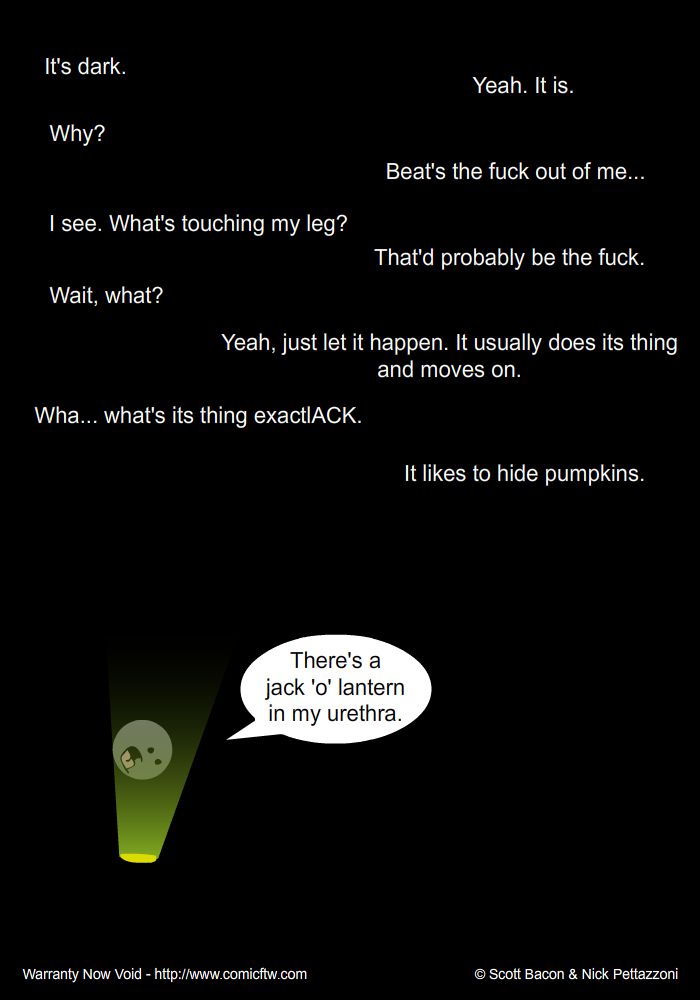 It's dark.
Yeah. It is.
Why?
Beat's the fuck out of me...
I see. What's touching my leg?
That'd probably be the fuck.
Wait, what?
Yeah, just let it happen. It usually does its thing
and moves on.
Wha... what's its thing exactlACK.
It likes to hide pumpkins.
There's a
jack 'o' lantern
in my urethra.
Warranty Now Void - http://www.comicftw.com
© Scott Bacon & Nick Pettazzoni